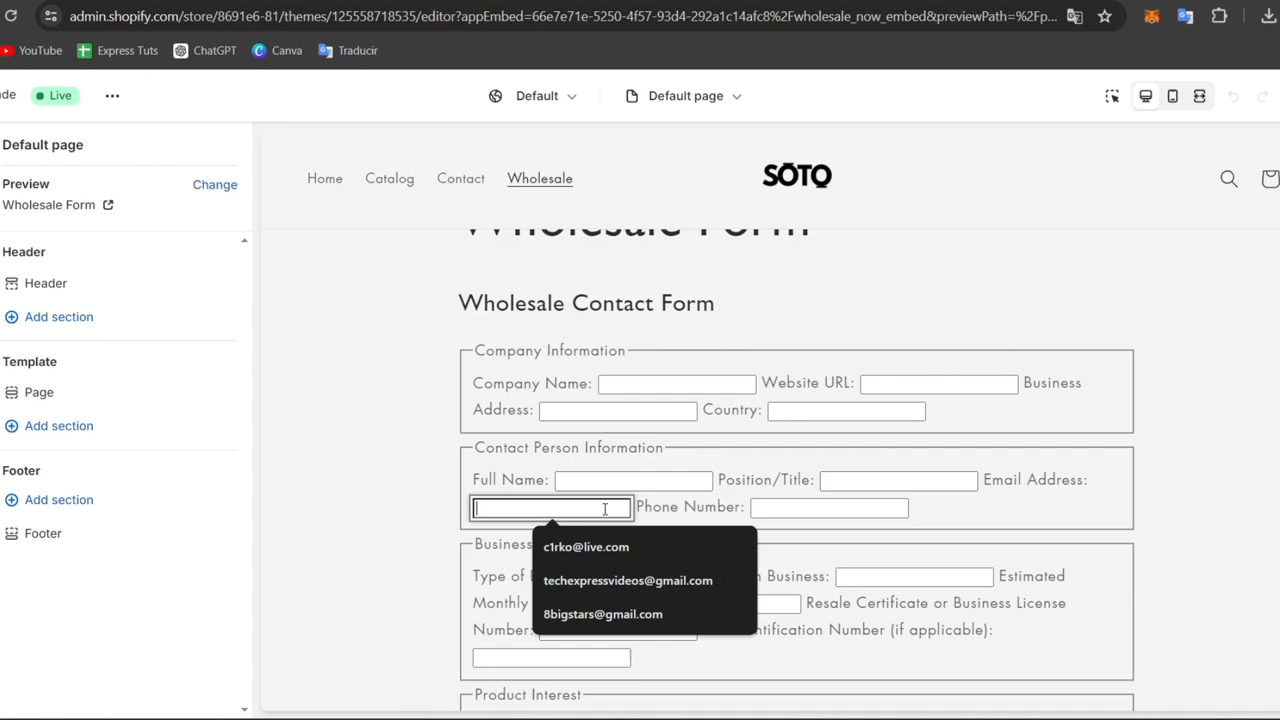 admin.shopify.com/store/8691e6-81/themes/125558718535/editor?appEmbed=66e7e71e-5250-4f57-93d4-292a1c14afc8%2Fwholesale_now_embed&previewPath=%2Fp...
YouTube Express Tuts ChatGPT Canva Traducir
Live Default Default page
Default page
Preview Change
Wholesale Form
Header
Header
Add section
Template
Page
Add section
Footer
Add section
Footer
Home Catalog Contact Wholesale SŌTO
Wholesale Form
Wholesale Contact Form
Company Information
Company Name: Website URL: Business
Address: Country:
Contact Person Information
Full Name: Position/Title: Email Address:
Phone Number:
c1rko@live.com
techexpressvideos@gmail.com
8bigstars@gmail.com
Business
Type of Business: Estimated
Monthly Resale Certificate or Business License
Number: (if applicable):
Product Interest